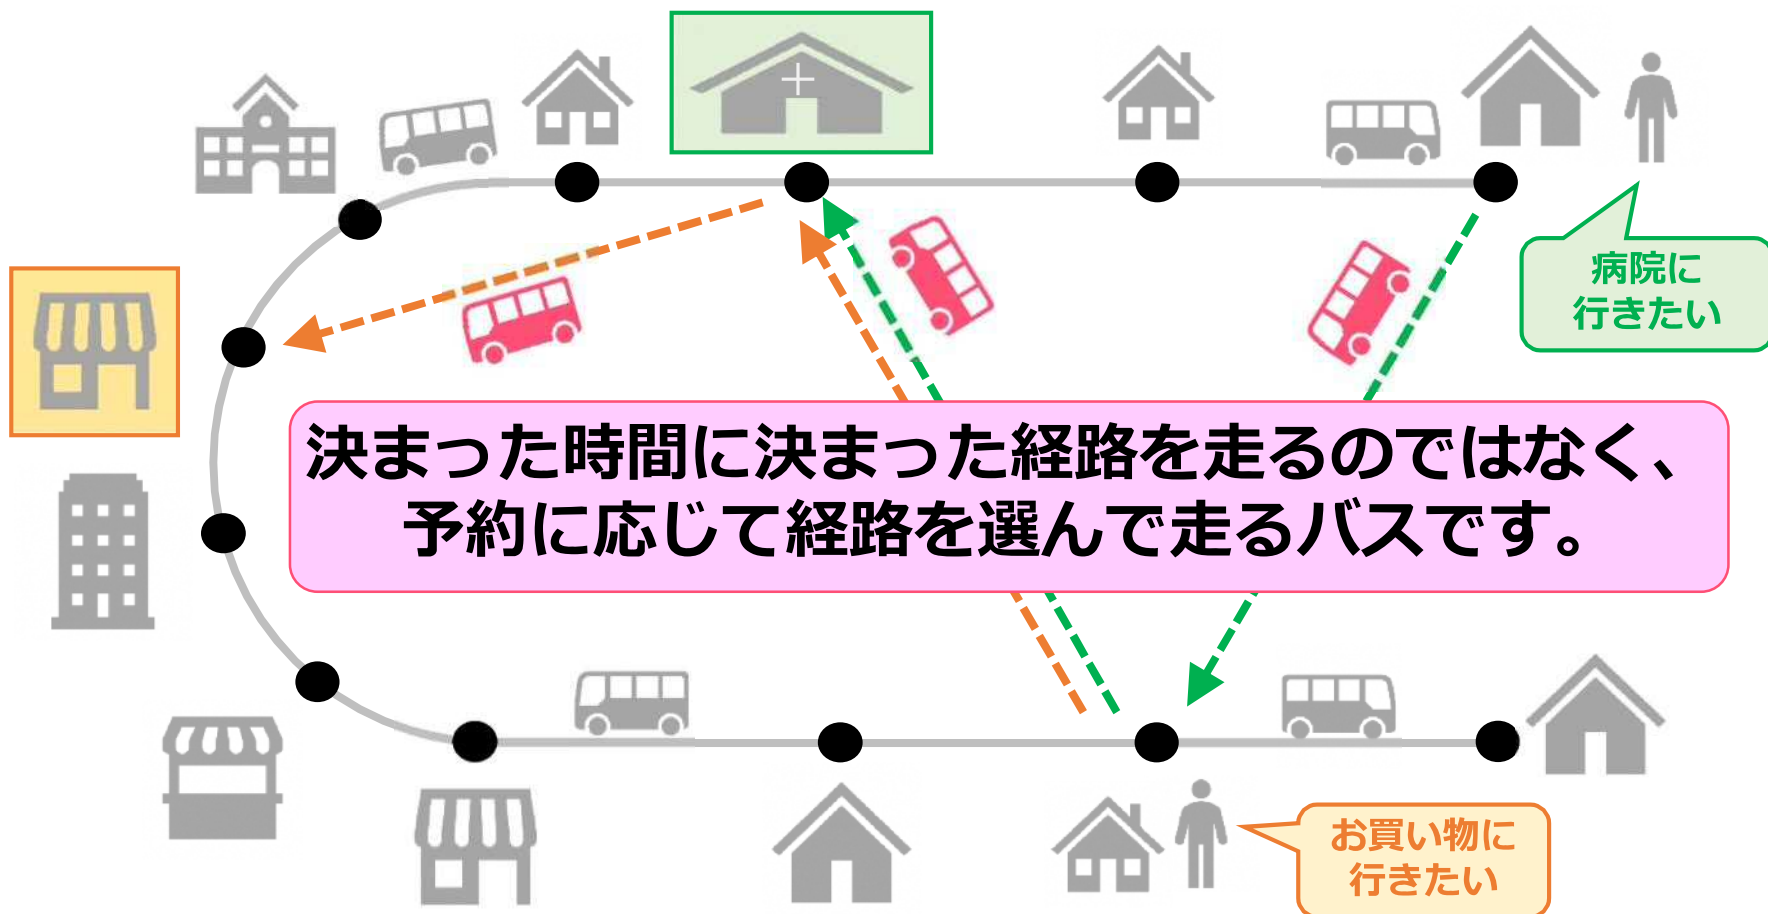 病院に
行きたい
決まった時間に決まった経路を走るのではなく、
予約に応じて経路を選んで走るバスです。
お買い物に
行きたい